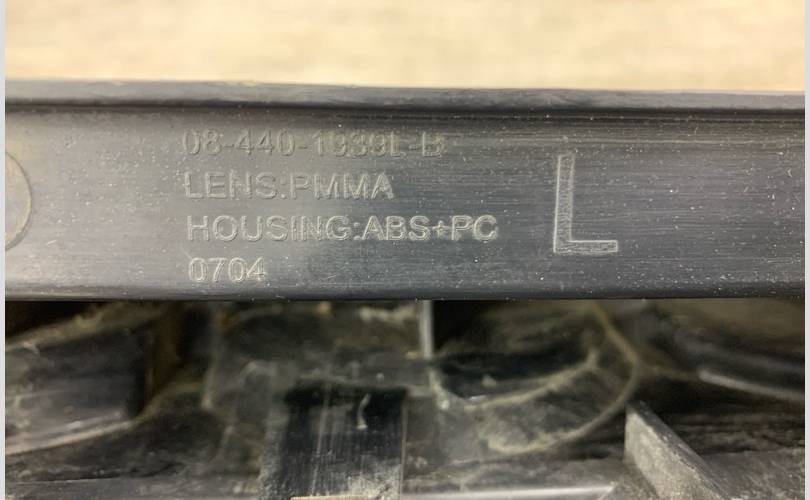 08-440-1939L-B
LENS:PMMA
HOUSING:ABS+PC
0704
L